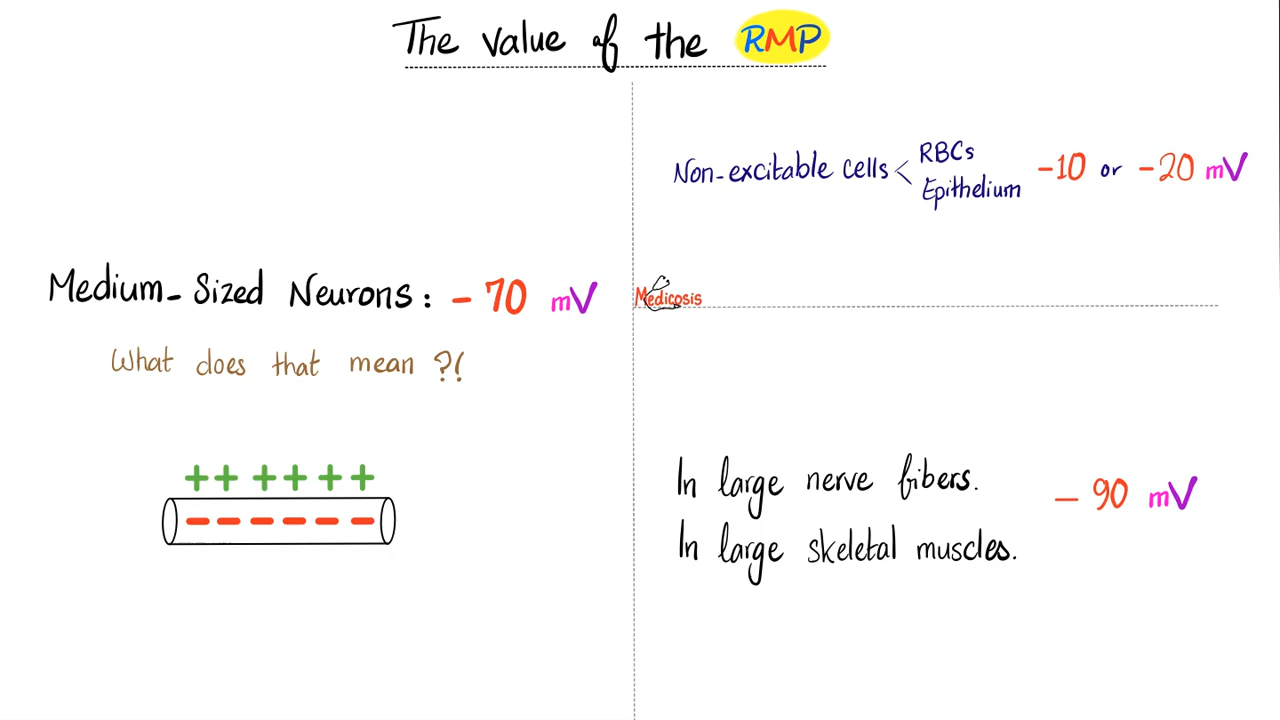 The value of the RMP
Medium-Sized Neurons: - 70 mV
What does that mean ?!
++ ++ ++
- - - - - -
Non-excitable cells < RBCs
Epithelium
-10 or -20 mV
Medicosis
In large nerve fibers.
In large skeletal muscles.
- 90 mV